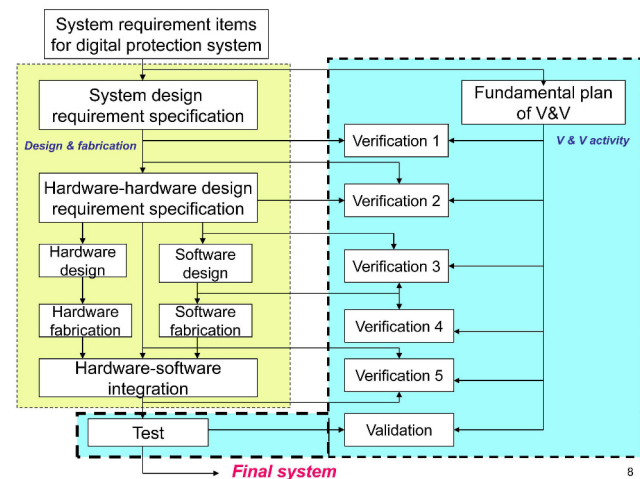 System requirement items
for digital protection system
System design
requirement specification
Fundamental plan
of V&V
Design & fabrication
Verification 1
V & V activity
Hardware-hardware design
requirement specification
Verification 2
Hardware
design
Software
design
Verification 3
Hardware
fabrication
Software
fabrication
Verification 4
Hardware-software
integration
Verification 5
Test
Validation
Final system
8